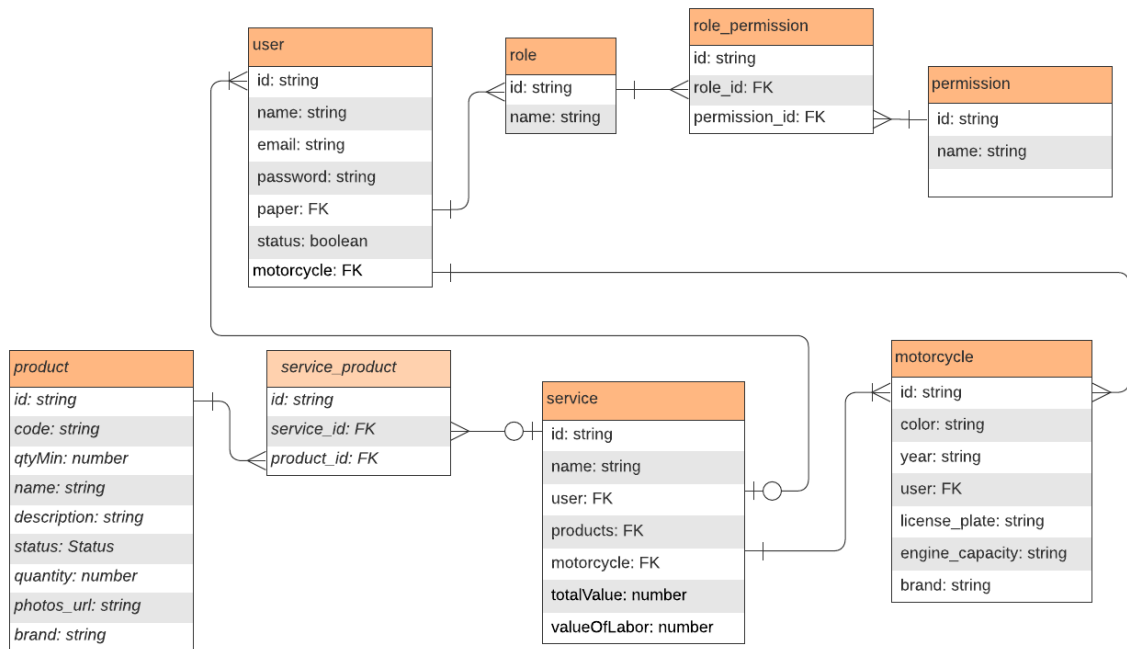 user
id: string
name: string
email: string
password: string
paper: FK
status: boolean
motorcycle: FK
role
id: string
name: string
role_permission
id: string
role_id: FK
permission_id: FK
permission
id: string
name: string
product
id: string
code: string
qtyMin: number
name: string
description: string
status: Status
quantity: number
photos_url: string
brand: string
service_product
id: string
service_id: FK
product_id: FK
service
id: string
name: string
user: FK
products: FK
motorcycle: FK
totalValue: number
valueOfLabor: number
motorcycle
id: string
color: string
year: string
user: FK
license_plate: string
engine_capacity: string
brand: string